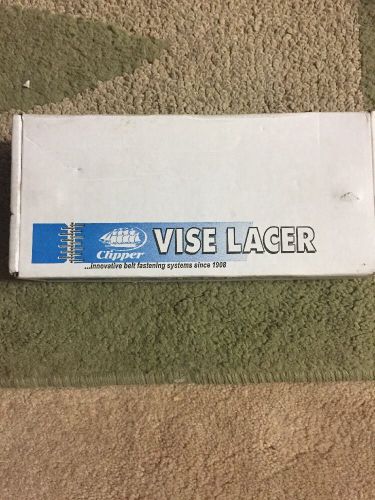 Clipper VISE LACER
...innovative belt fastening systems since 1908